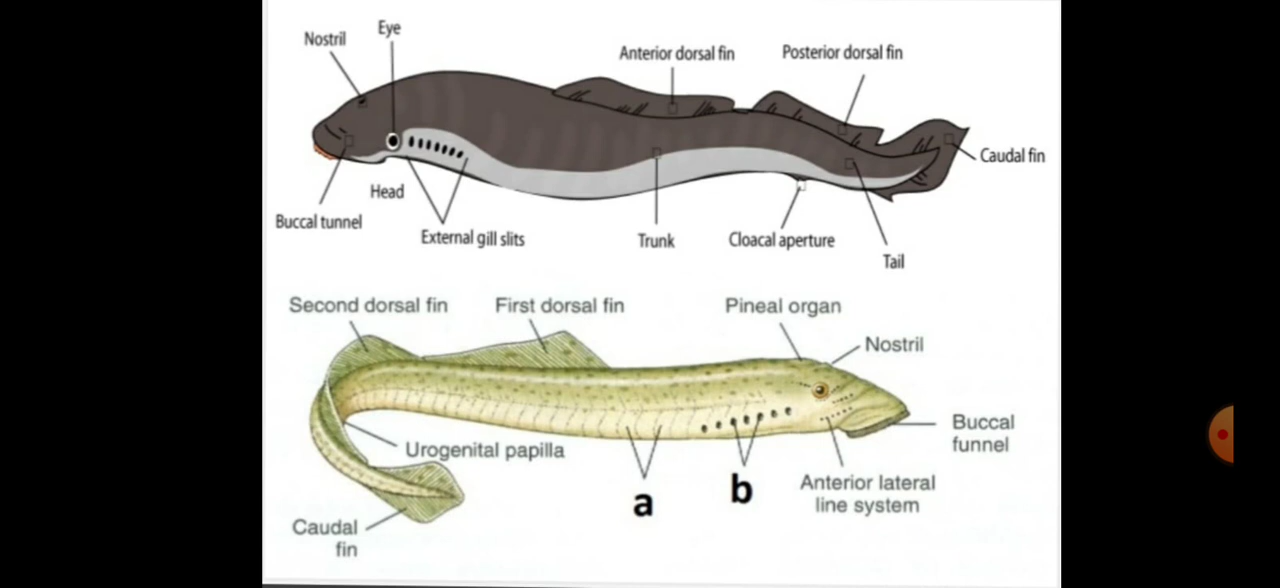 Eye
Nostril
Anterior dorsal fin
Posterior dorsal fin
Caudal fin
Head
Buccal tunnel
External gill slits
Trunk
Cloacal aperture
Tail
Second dorsal fin
First dorsal fin
Pineal organ
Nostril
Buccal
funnel
Urogenital papilla
a
b
Anterior lateral
line system
Caudal
fin